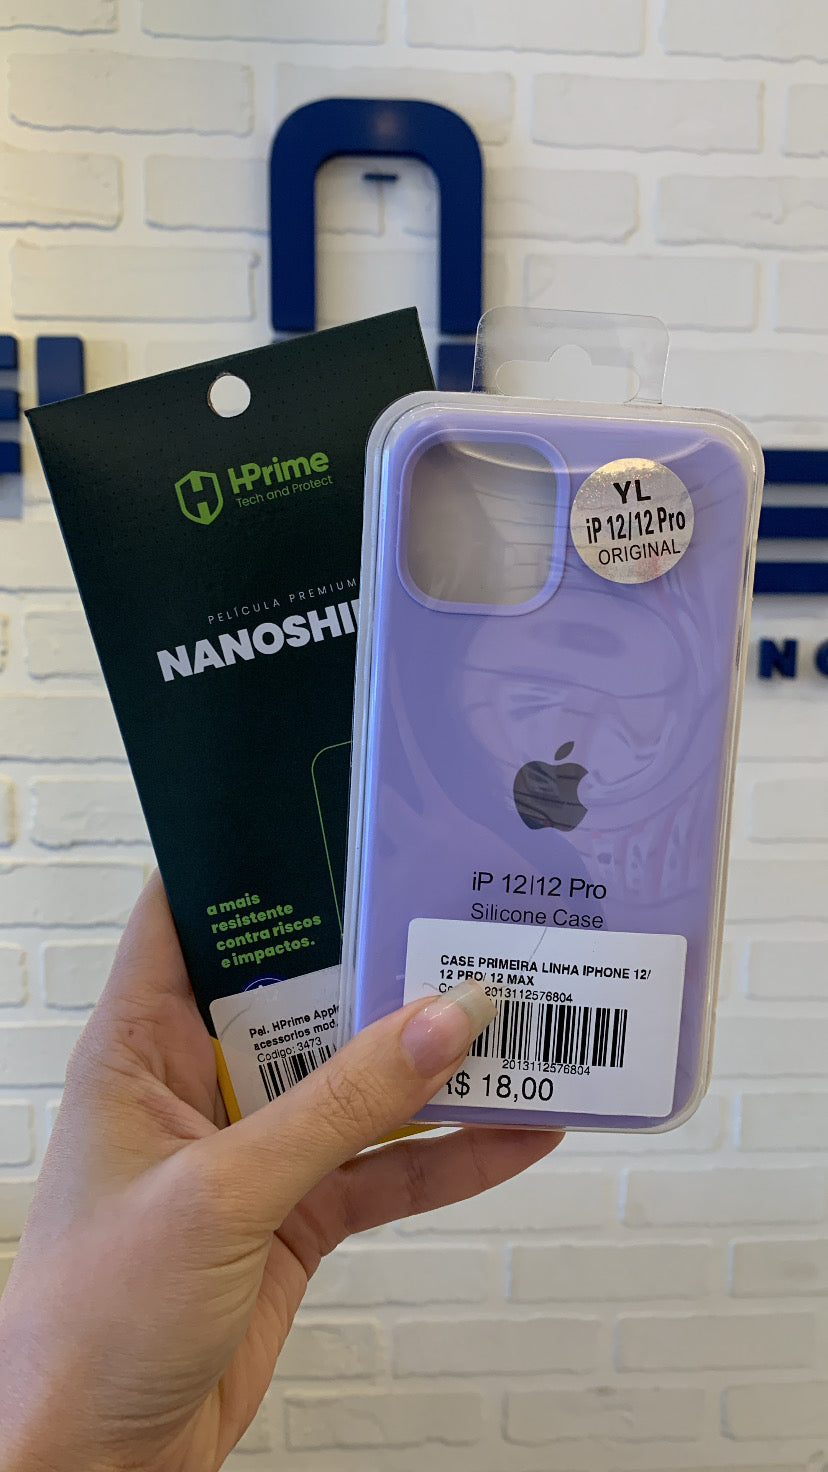 HPrime
Tech and Protect
PELÍCULA PREMIUM
a mais
resistente
contra riscos
e impactos.
Pel. HPrime
acessorios mod.
Codigo: 3473
YL
iP 12/12 Pro
ORIGINAL
iP 12|12 Pro
Silicone Case
CASE PRIMEIRA LINHA IPHONE 12/
12 PRO/ 12 MAX
2013112576804
2013112576804
R$ 18,00